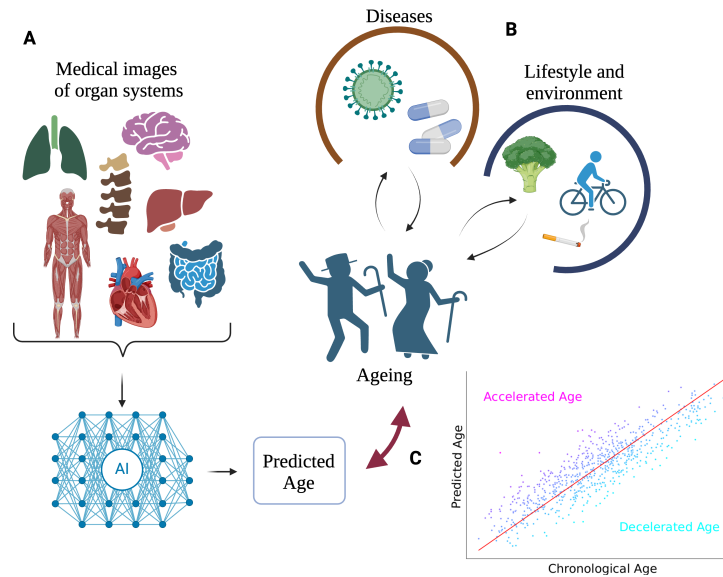 A
Medical images
of organ systems
Diseases
B
Lifestyle and
environment
Ageing
AI
Predicted
Age
C
Accelerated Age
Predicted Age
Decelerated Age
Chronological Age